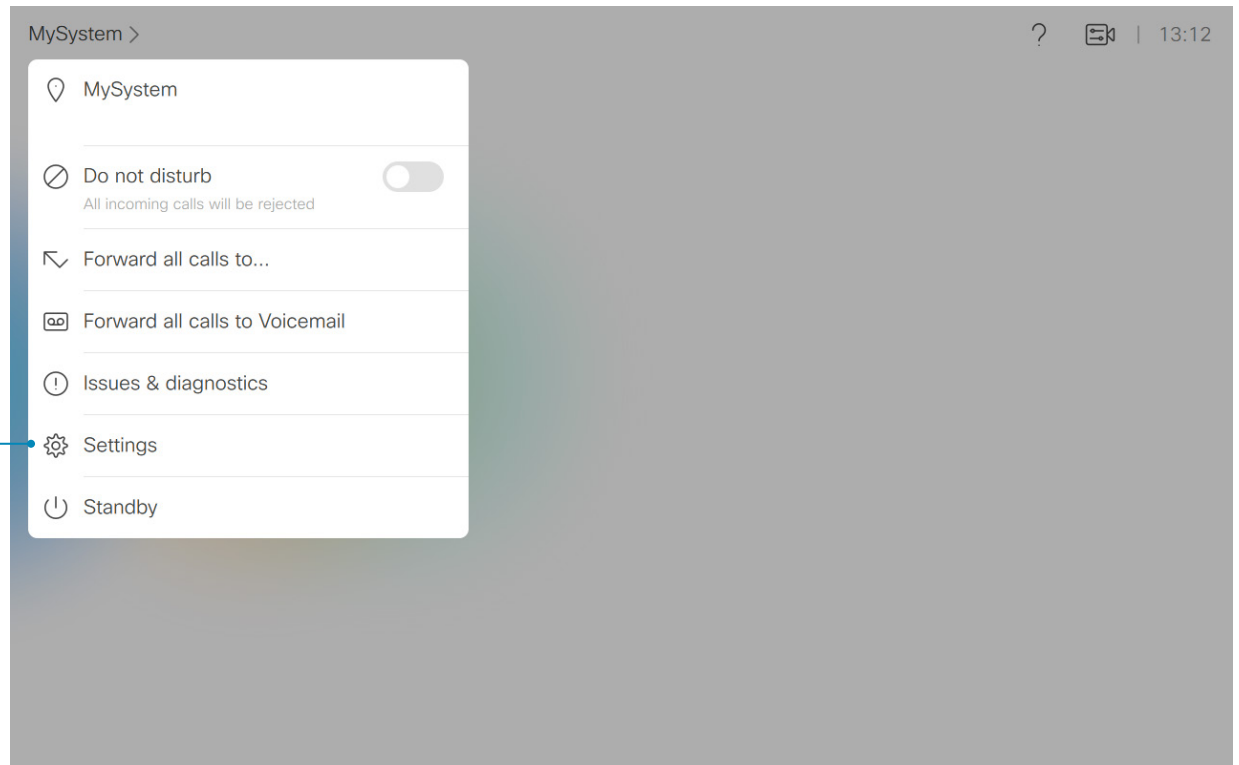 MySystem >
? | 13:12
MySystem
Do not disturb
All incoming calls will be rejected
Forward all calls to...
Forward all calls to Voicemail
Issues & diagnostics
Settings
Standby